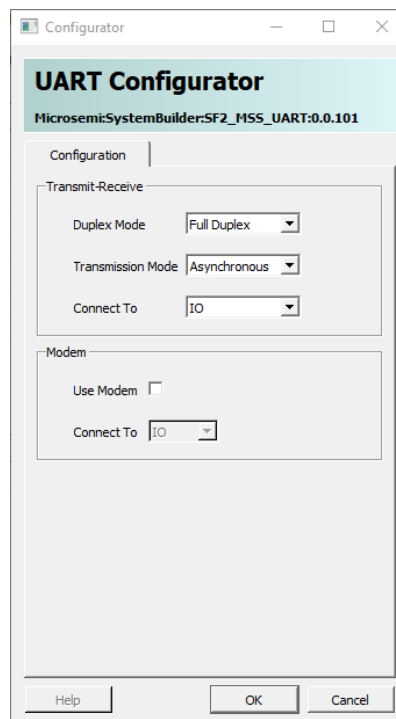 Configurator
UART Configurator
Microsemi:SystemBuilder:SF2_MSS_UART:0.0.101
Configuration
Transmit-Receive
Duplex Mode Full Duplex
Transmission Mode Asynchronous
Connect To IO
Modem
Use Modem
Connect To IO
Help OK Cancel